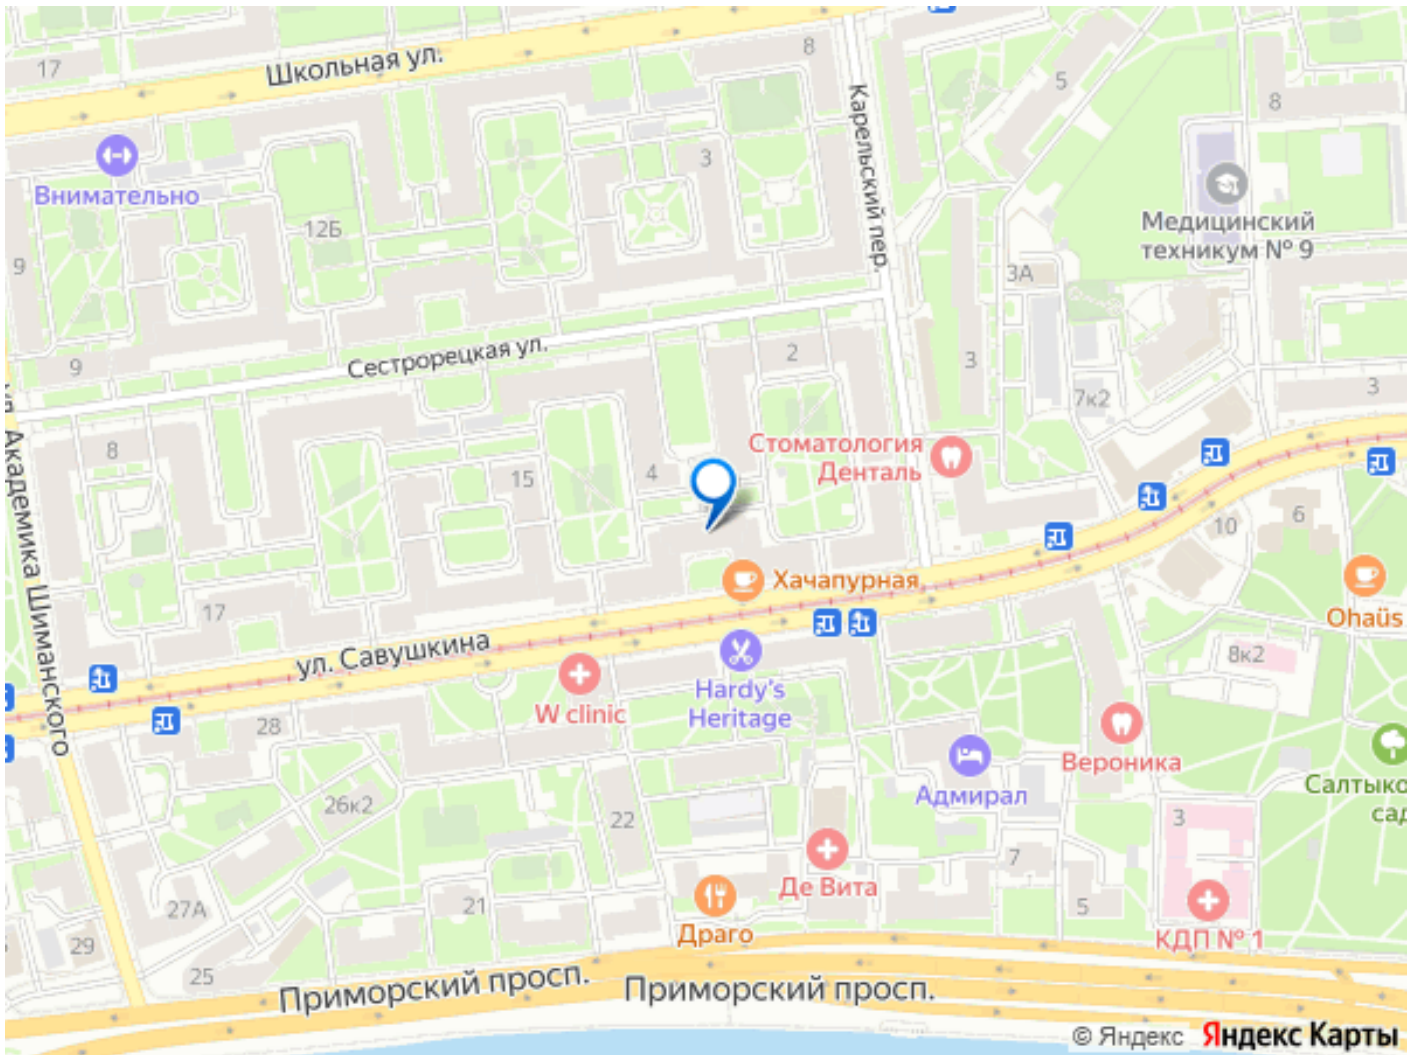 8
Школьная ул.
17
5
8
Карельский пер.
Внимательно
3
Медицинский
техникум № 9
12Б
9
3А
Сестрорецкая ул.
2
3
9
7к2
3
8
Стоматология
Денталь
4
15
6
10
ул. Академика Шиманского
Хачапурная
17
Ohaüs
ул. Савушкина
8к2
Hardy's
Heritage
W clinic
28
Вероника
Адмирал
Салтыко
сад
26к2
22
3
7
Де Вита
27А
21
5
Драго
КДП № 1
29
25
Приморский просп.
Приморский просп.
© Яндекс Яндекс Карты